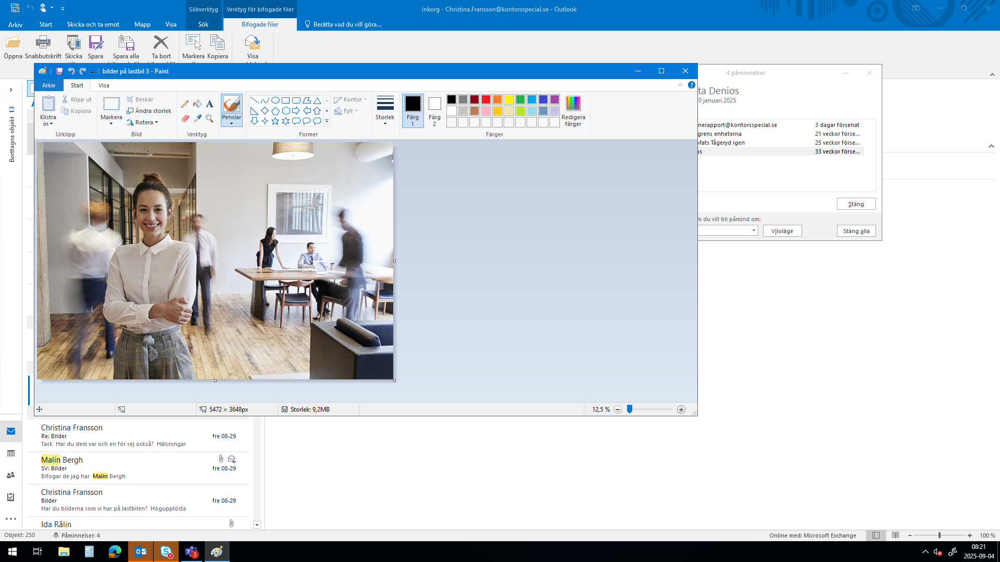 Sökverktyg
Verktyg för bifogade filer
Inkorg - Christina.Fransson@kontorsspecial.se - Outlook
Arkiv
Start
Skicka och ta emot
Mapp
Visa
Sök
Bifogade filer
Berätta vad du vill göra...
Öppna
Snabbutskrift
Skicka
Spara
Spara alla
Ta bort
Markera
Kopiera
Visa
bilder på lastbil 3 - Paint
4 påminnelser
Arkiv
Start
Visa
ta Denios
0 januari 2025
Klistra
in
Klipp ut
Kopiera
Markera
Beskär
Ändra storlek
Rotera
Penslar
Kontur
Fyll
Storlek
Färg
1
Färg
2
Redigera
färger
Urklipp
Bild
Verktyg
Former
Färger
nerapport@kontorsspecial.se 3 dagar försenat
grens enheterna 21 veckor förse...
Mats Tågeryd igen 25 veckor förse...
os 33 veckor förse...
Stäng
m du vill bli påmind om:
Viloläge
Stäng alla
Borttagna objekt 13
5472 × 3648px
Storlek: 9,2MB
12,5 %
Christina Fransson
Re: Bilder fre 08-29
Tack Har du dem var och en för sej också? Hälsningar
Malin Bergh
SV: Bilder fre 08-29
Bifogar de jag har Malin Bergh
Christina Fransson
Bilder fre 08-29
Har du bilderna som vi har på lastbilen? Högupplösta
Ida Rålin
Objekt: 250
Påminnelser: 4
Online med: Microsoft Exchange
100 %
3
08:21
2025-09-04